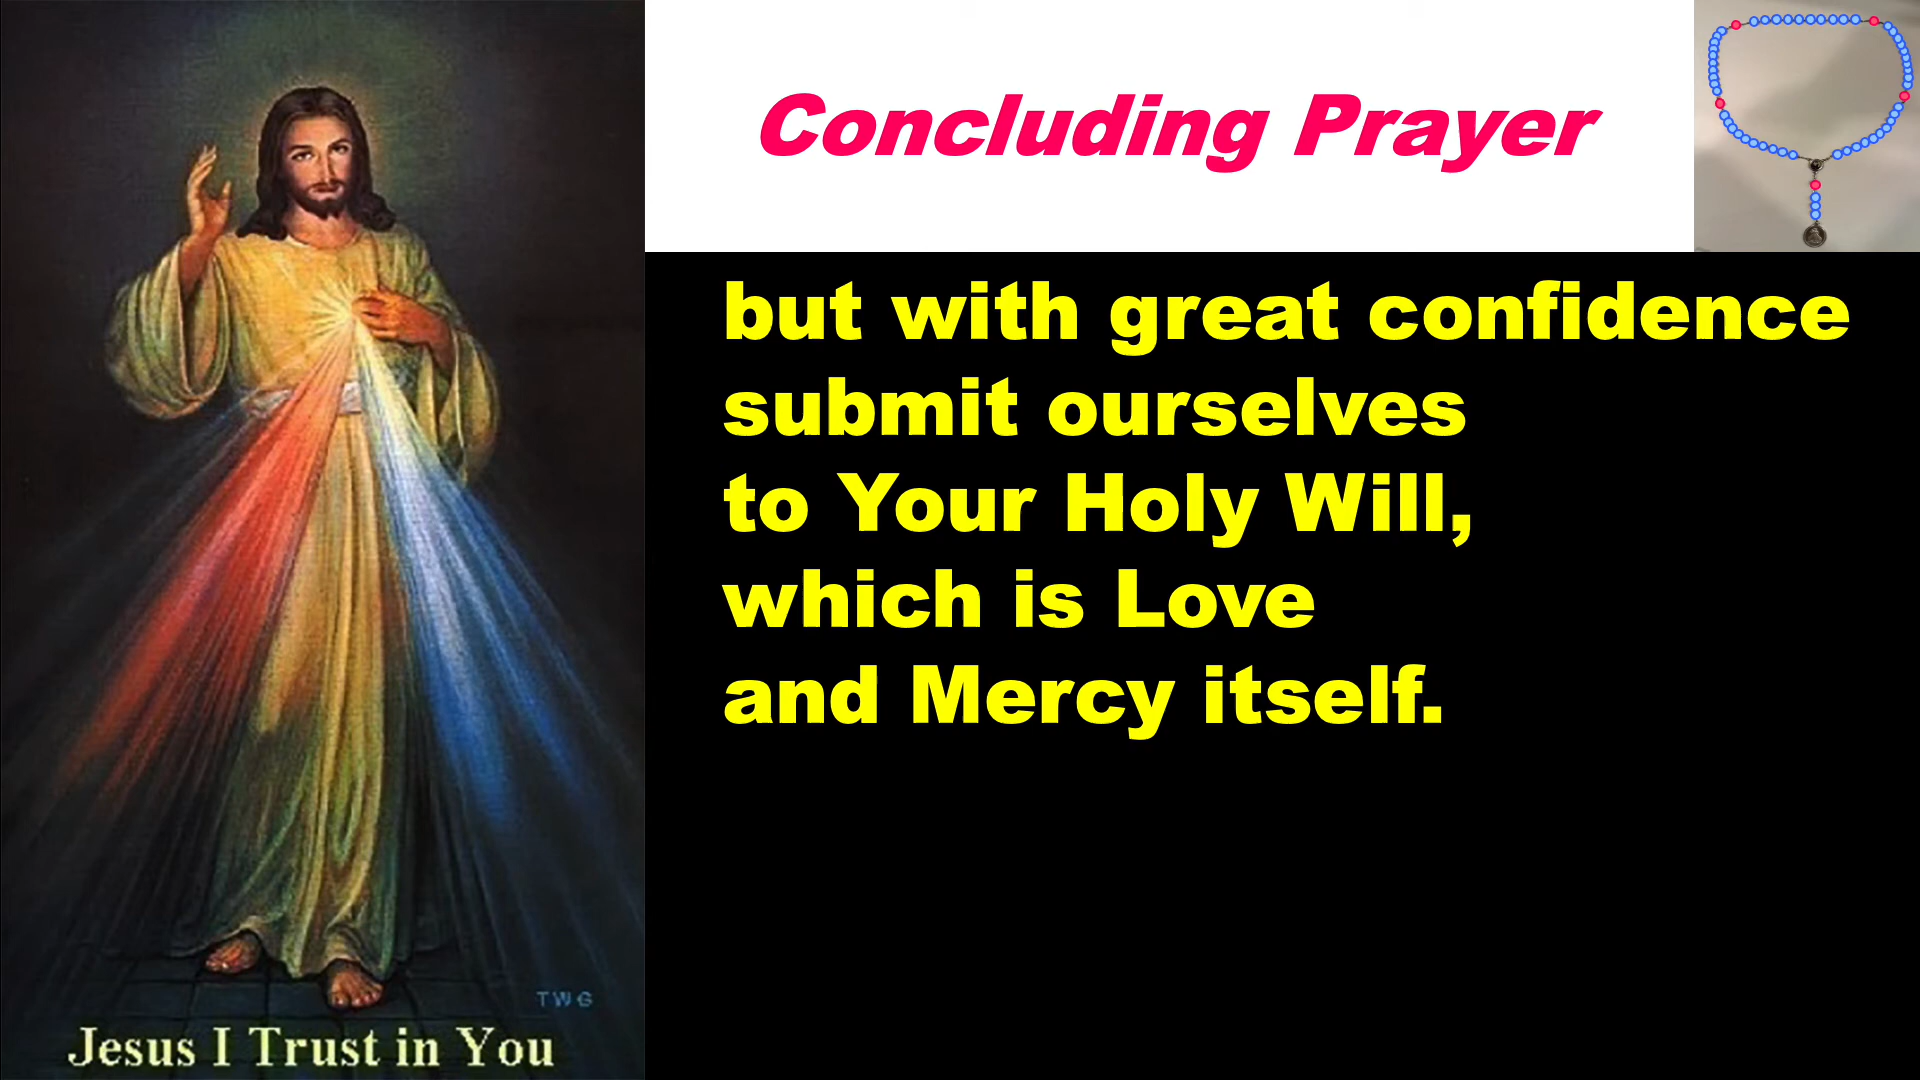 Concluding Prayer
but with great confidence
submit ourselves
to Your Holy Will,
which is Love
and Mercy itself.
TWG
Jesus I Trust in You